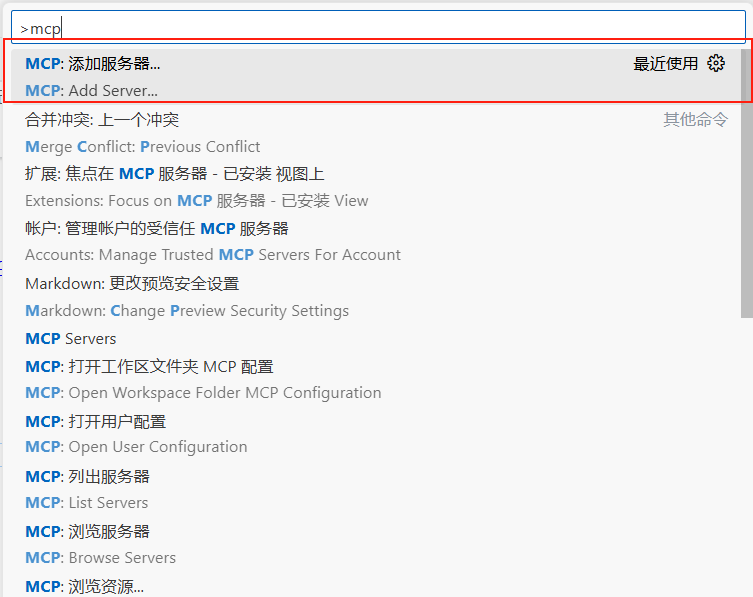 >mcp
MCP: 添加服务器... 最近使用
MCP: Add Server...
合并冲突: 上一个冲突 其他命令
Merge Conflict: Previous Conflict
扩展: 焦点在 MCP 服务器 - 已安装 视图上
Extensions: Focus on MCP 服务器 - 已安装 View
帐户: 管理帐户的受信任 MCP 服务器
Accounts: Manage Trusted MCP Servers For Account
Markdown: 更改预览安全设置
Markdown: Change Preview Security Settings
MCP Servers
MCP: 打开工作区文件夹 MCP 配置
MCP: Open Workspace Folder MCP Configuration
MCP: 打开用户配置
MCP: Open User Configuration
MCP: 列出服务器
MCP: List Servers
MCP: 浏览服务器
MCP: Browse Servers
MCP: 浏览资源...